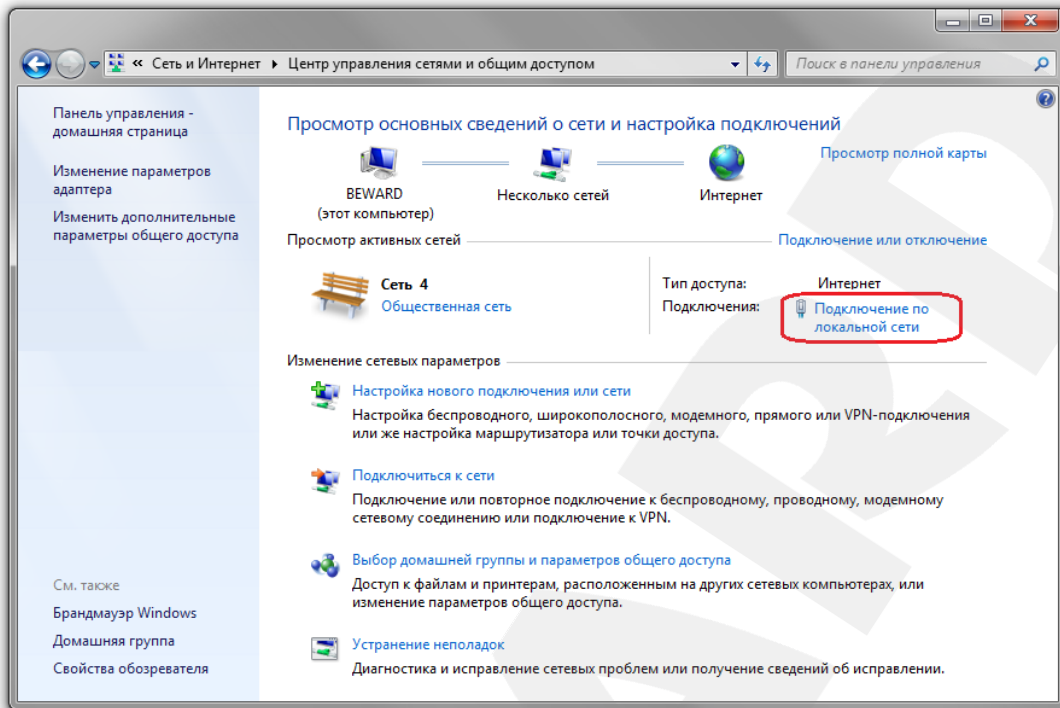 « Сеть и Интернет ▸ Центр управления сетями и общим доступом
Поиск в панели управления
Панель управления -
домашняя страница
Изменение параметров
адаптера
Изменить дополнительные
параметры общего доступа
Просмотр основных сведений о сети и настройка подключений
Просмотр полной карты
BEWARD
(этот компьютер)
Несколько сетей
Интернет
Просмотр активных сетей
Подключение или отключение
Сеть 4
Общественная сеть
Тип доступа: Интернет
Подключения: Подключение по
локальной сети
Изменение сетевых параметров
Настройка нового подключения или сети
Настройка беспроводного, широкополосного, модемного, прямого или VPN-подключения
или же настройка маршрутизатора или точки доступа.
Подключиться к сети
Подключение или повторное подключение к беспроводному, проводному, модемному
сетевому соединению или подключение к VPN.
Выбор домашней группы и параметров общего доступа
Доступ к файлам и принтерам, расположенным на других сетевых компьютерах, или
изменение параметров общего доступа.
Устранение неполадок
Диагностика и исправление сетевых проблем или получение сведений об исправлении.
См. также
Брандмауэр Windows
Домашняя группа
Свойства обозревателя